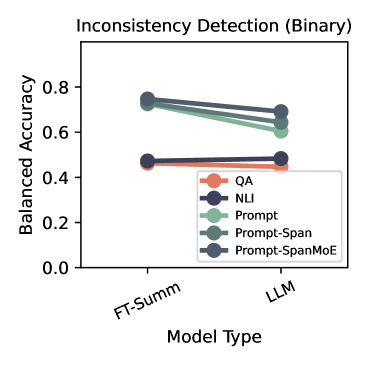 Inconsistency Detection (Binary)
Balanced Accuracy
0.8
0.6
0.4
0.2
0.0
QA
NLI
Prompt
Prompt-Span
Prompt-SpanMoE
FT-Summ
LLM
Model Type